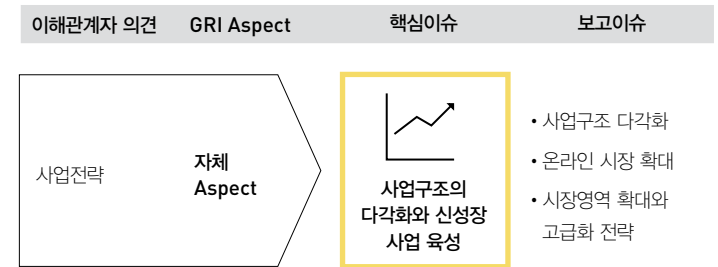 이해관계자 의견 GRI Aspect 핵심이슈 보고이슈
사업전략
자체
Aspect
사업구조의
다각화와 신성장
사업 육성
• 사업구조 다각화
• 온라인 시장 확대
• 시장영역 확대와
고급화 전략